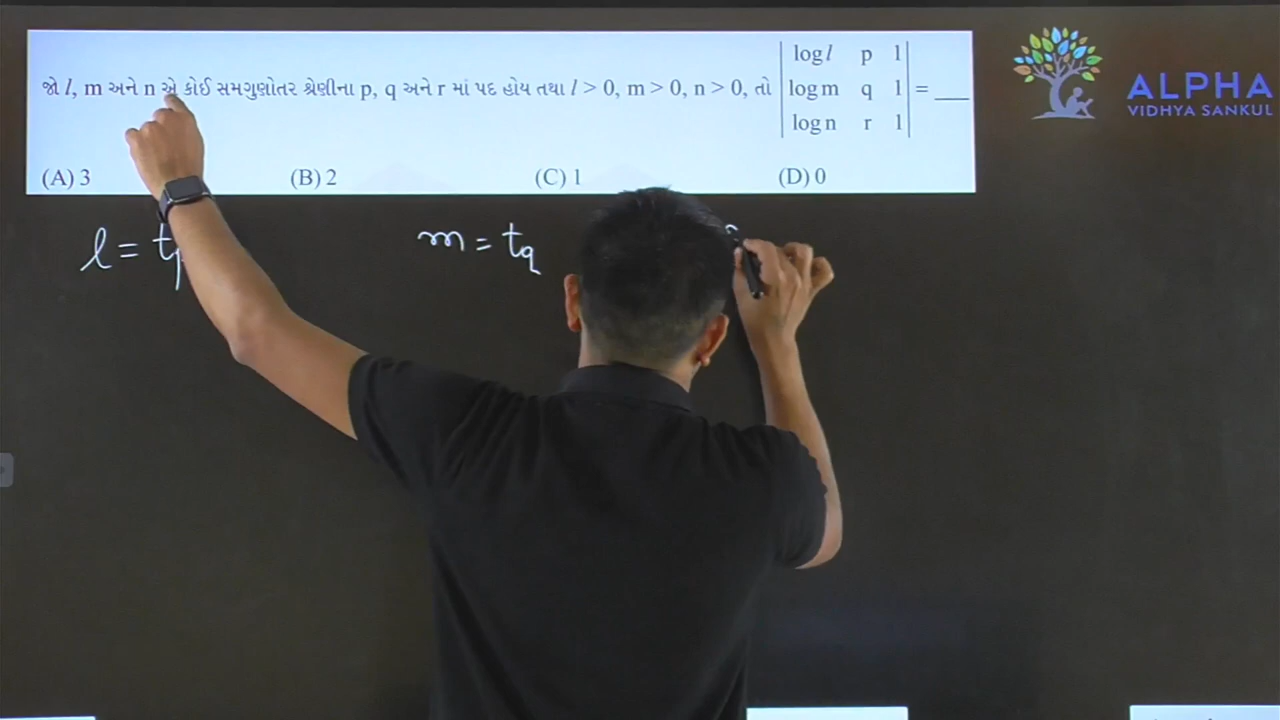 જો l, m અને n એ કોઈ સમગુણોતર શ્રેણીના p, q અને r માં પદ હોય તથા l > 0, m > 0, n > 0, તો | log l p 1 | = ___
| log m q 1 |
| log n r 1 |
(A) 3 (B) 2 (C) 1 (D) 0
ALPHA
VIDHYA SANKUL
l = t
m = tq